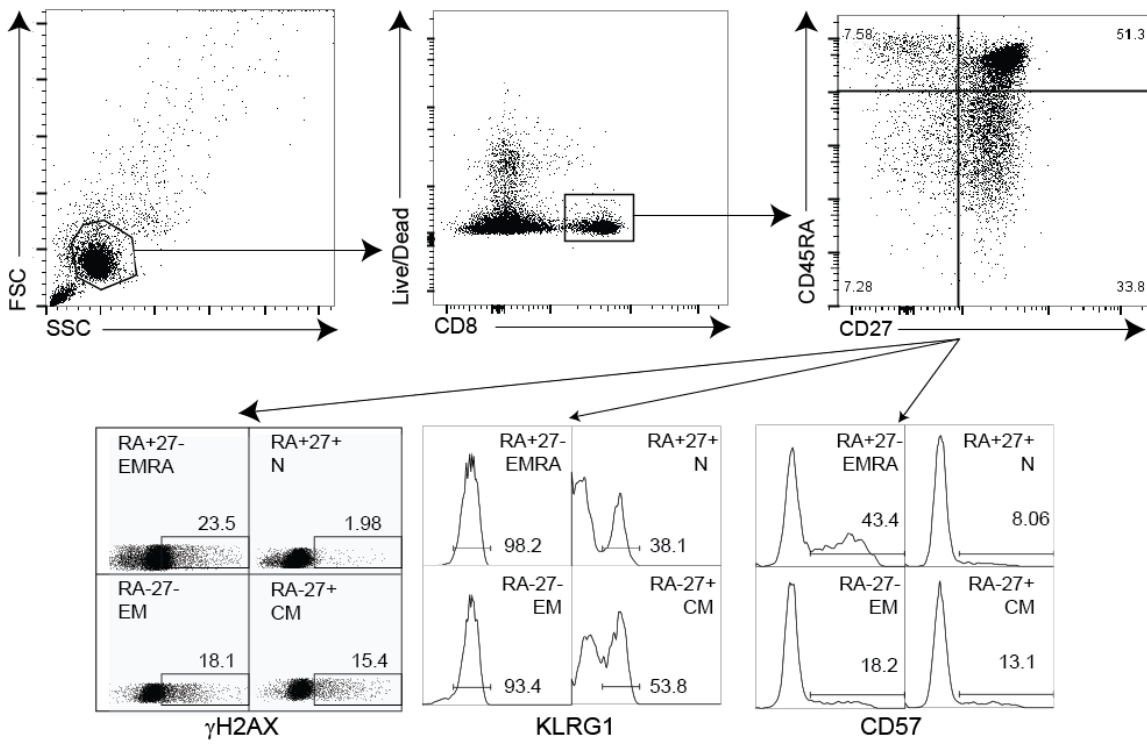 FSC
SSC
Live/Dead
CD8
7.58
51.3
CD45RA
7.28
33.8
CD27
RA+27-
EMRA
23.5
RA+27+
N
1.98
RA-27-
EM
18.1
RA-27+
CM
15.4
γH2AX
RA+27-
EMRA
98.2
RA+27+
N
38.1
RA-27-
EM
93.4
RA-27+
CM
53.8
KLRG1
RA+27-
EMRA
43.4
RA+27+
N
8.06
RA-27-
EM
18.2
RA-27+
CM
13.1
CD57